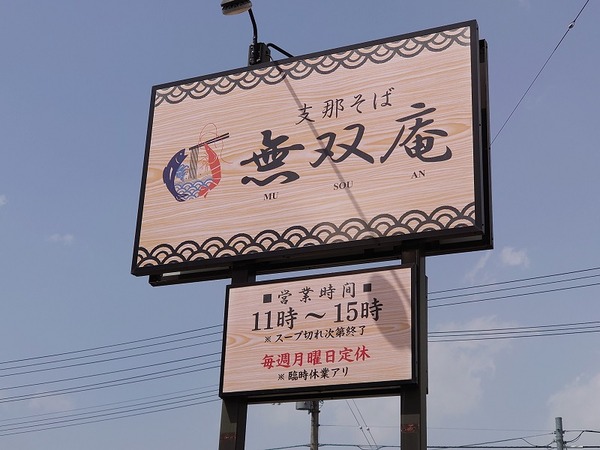 支那そば
無双庵
MU SOU AN
■営業時間■
11時～15時
※スープ切れ次第終了
毎週月曜日定休
※臨時休業アリ